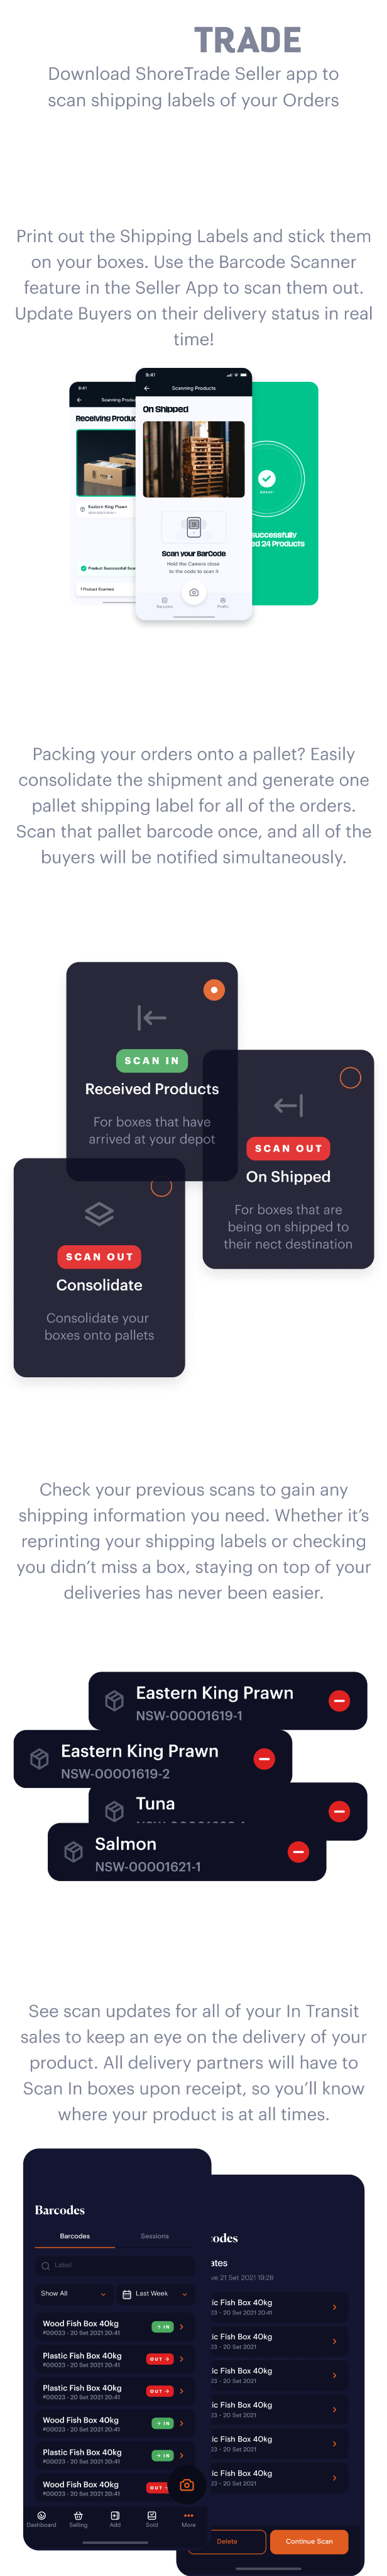 TRADE
Download ShoreTrade Seller app to
scan shipping labels of your Orders
Print out the Shipping Labels and stick them
on your boxes. Use the Barcode Scanner
feature in the Seller App to scan them out.
Update Buyers on their delivery status in real
time!
9:41
Scanning Produ
Receiving Produc
Eastern King Prawn
Product Successfull Scan
1 Product Scanned
9:41
Scanning Products
On Shipped
Scan your BarCode
Hold the Camera close
to the code to scan it
Barcodes
Profile
GREAT!
successfully
ed 24 Products
Packing your orders onto a pallet? Easily
consolidate the shipment and generate one
pallet shipping label for all of the orders.
Scan that pallet barcode once, and all of the
buyers will be notified simultaneously.
SCAN IN
Received Products
For boxes that have
arrived at your depot
SCAN OUT
On Shipped
For boxes that are
being on shipped to
their nect destination
SCAN OUT
Consolidate
Consolidate your
boxes onto pallets
Check your previous scans to gain any
shipping information you need. Whether it’s
reprinting your shipping labels or checking
you didn’t miss a box, staying on top of your
deliveries has never been easier.
Eastern King Prawn
NSW-00001619-1
Eastern King Prawn
NSW-00001619-2
Tuna
Salmon
NSW-00001621-1
See scan updates for all of your In Transit
sales to keep an eye on the delivery of your
product. All delivery partners will have to
Scan In boxes upon receipt, so you’ll know
where your product is at all times.
Barcodes
Barcodes Sessions
Label
Show All Last Week
Wood Fish Box 40kg
#00023 - 20 Set 2021 20:41
IN
Plastic Fish Box 40kg
#00023 - 20 Set 2021 20:41
OUT
Plastic Fish Box 40kg
#00023 - 20 Set 2021 20:41
OUT
Wood Fish Box 40kg
#00023 - 20 Set 2021 20:41
IN
Plastic Fish Box 40kg
#00023 - 20 Set 2021 20:41
IN
Wood Fish Box 40kg
#00023 - 20 Set 2021 20:41
OUT
Dashboard Selling Add Sold More
codes
ates
ve 21 Set 2021 19:28
ic Fish Box 40kg
23 - 20 Set 2021 20:41
ic Fish Box 40kg
23 - 20 Set 2021
ic Fish Box 40kg
23 - 20 Set 2021
ic Fish Box 40kg
23 - 20 Set 2021
ic Fish Box 40kg
23 - 20 Set 2021
ic Fish Box 40kg
23 - 20 Set 2021
Delete
Continue Scan